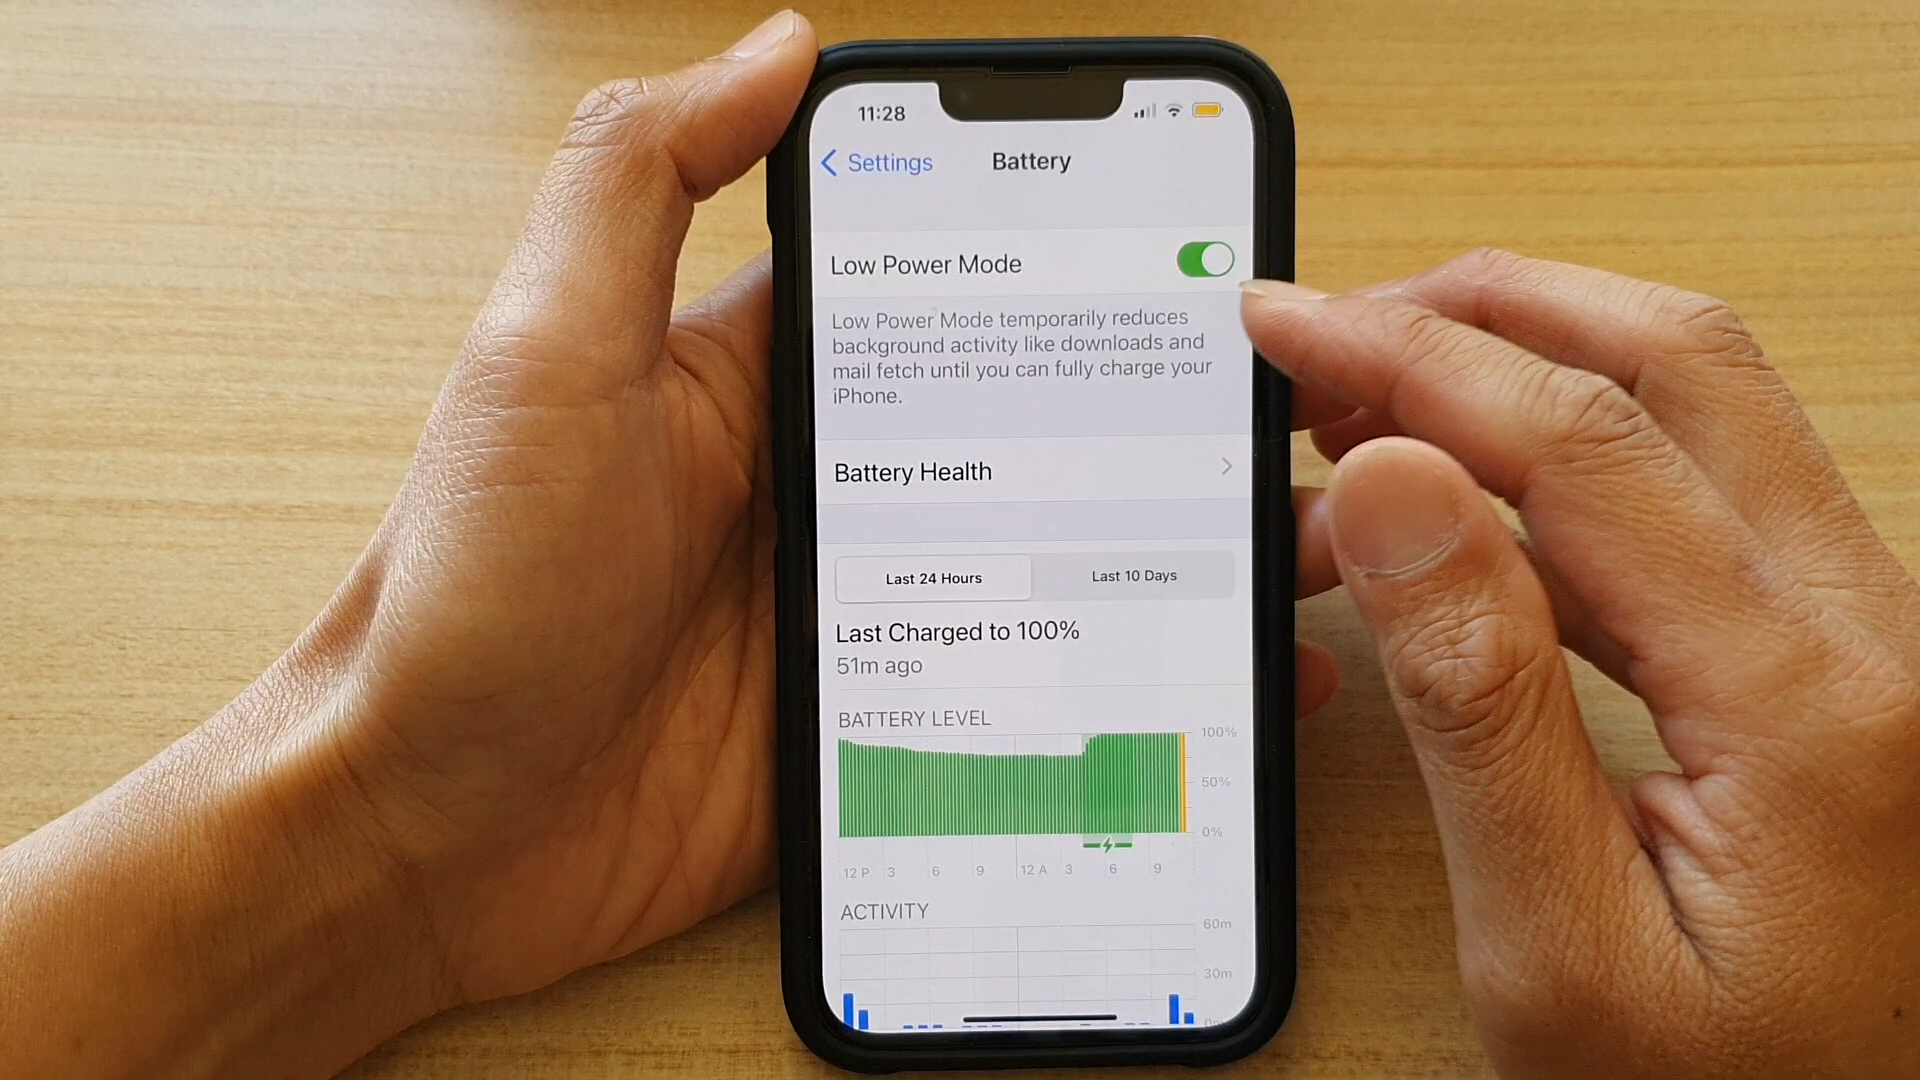 11:28
Settings
Battery
Low Power Mode
Low Power Mode temporarily reduces
background activity like downloads and
mail fetch until you can fully charge your
iPhone.
Battery Health
Last 24 Hours
Last 10 Days
Last Charged to 100%
51m ago
BATTERY LEVEL
100%
50%
0%
12 P 3 6 9 12 A 3 6 9
ACTIVITY
60m
30m